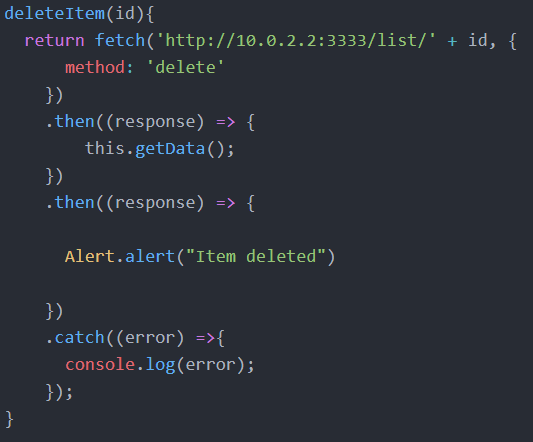 deleteItem(id){
  return fetch('http://10.0.2.2:3333/list/' + id, {
      method: 'delete'
    })
    .then((response) => {
        this.getData();
    })
    .then((response) => {

      Alert.alert("Item deleted")

    })
    .catch((error) =>{
      console.log(error);
    });
}